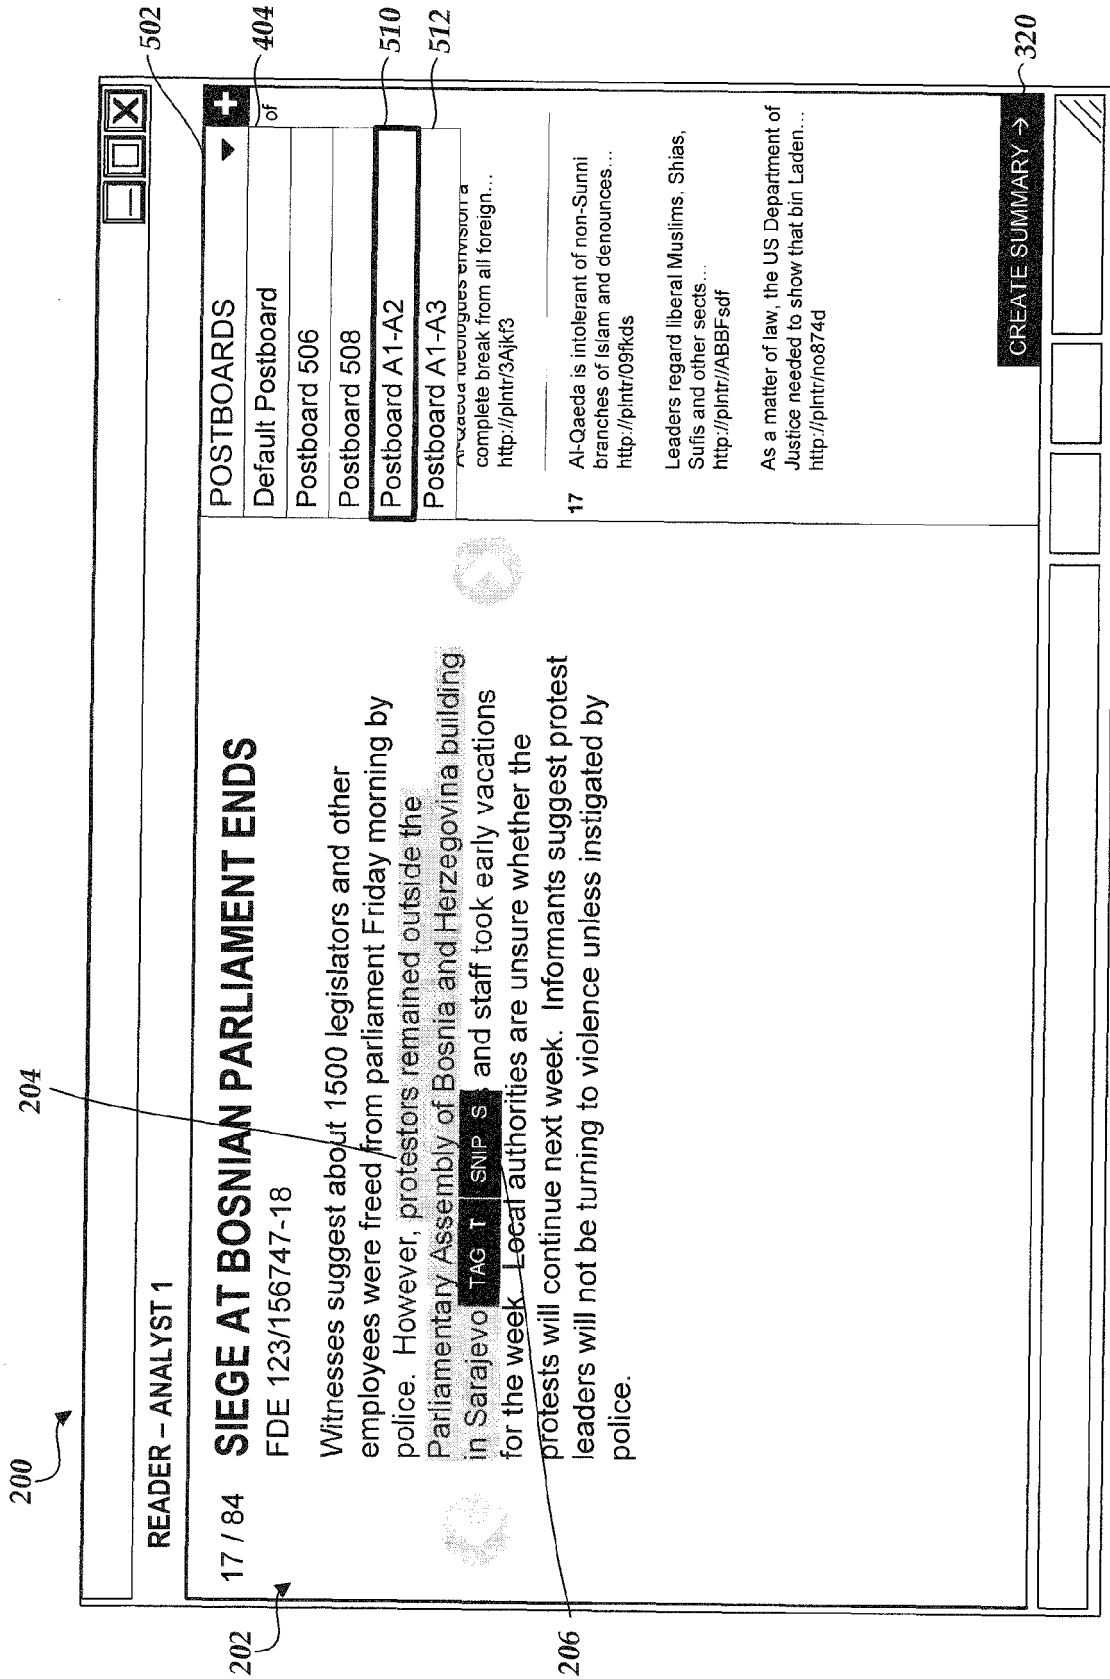 200
204
READER – ANALYST 1
202
17 / 84
SIEGE AT BOSNIAN PARLIAMENT ENDS
FDE 123/156747-18
Witnesses suggest about 1500 legislators and other
employees were freed from parliament Friday morning by
police. However, protestors remained outside the
Parliamentary Assembly of Bosnia and Herzegovina building
in Sarajevo TAG T SNIP S s and staff took early vacations
for the week. Local authorities are unsure whether the
protests will continue next week. Informants suggest protest
leaders will not be turning to violence unless instigated by
police.
206
502
POSTBOARDS +
404
Default Postboard of
Postboard 506
Postboard 508
510
Postboard A1-A2
512
Postboard A1-A3
Al-Qaeda ideologues envision a
complete break from all foreign...
http://plntr/3Ajkf3
17 Al-Qaeda is intolerant of non-Sunni
branches of Islam and denounces...
http://plntr/09fkds
Leaders regard liberal Muslims, Shias,
Sufis and other sects...
http://plntr//ABBFsdf
As a matter of law, the US Department of
Justice needed to show that bin Laden...
http://plntr/no874d
CREATE SUMMARY →
320